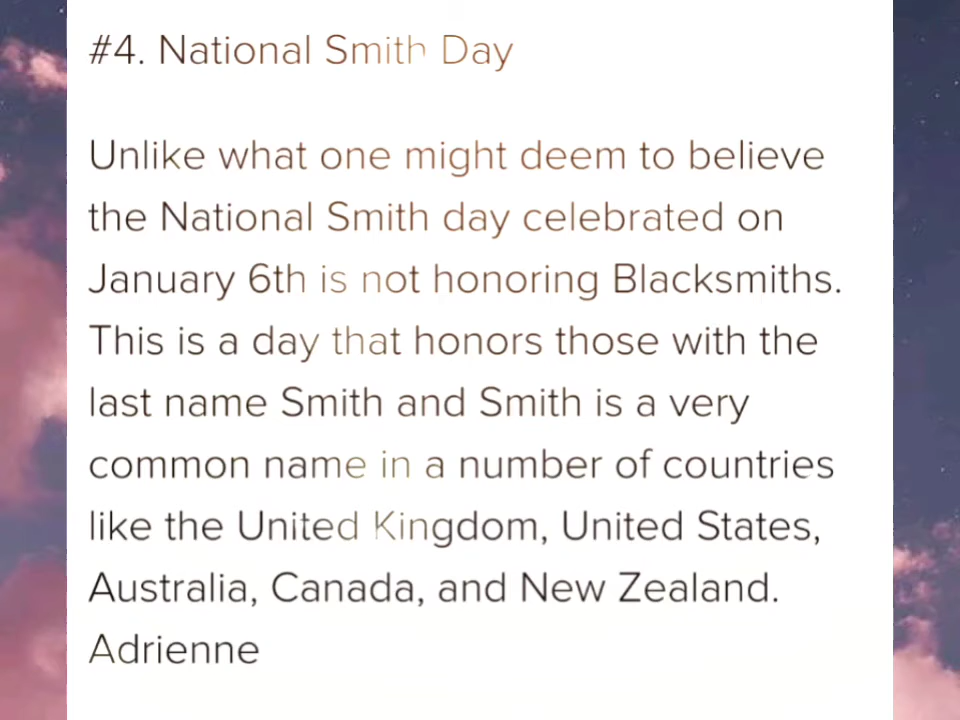 #4. National Smith Day
Unlike what one might deem to believe
the National Smith day celebrated on
January 6th is not honoring Blacksmiths.
This is a day that honors those with the
last name Smith and Smith is a very
common name in a number of countries
like the United Kingdom, United States,
Australia, Canada, and New Zealand.
Adrienne